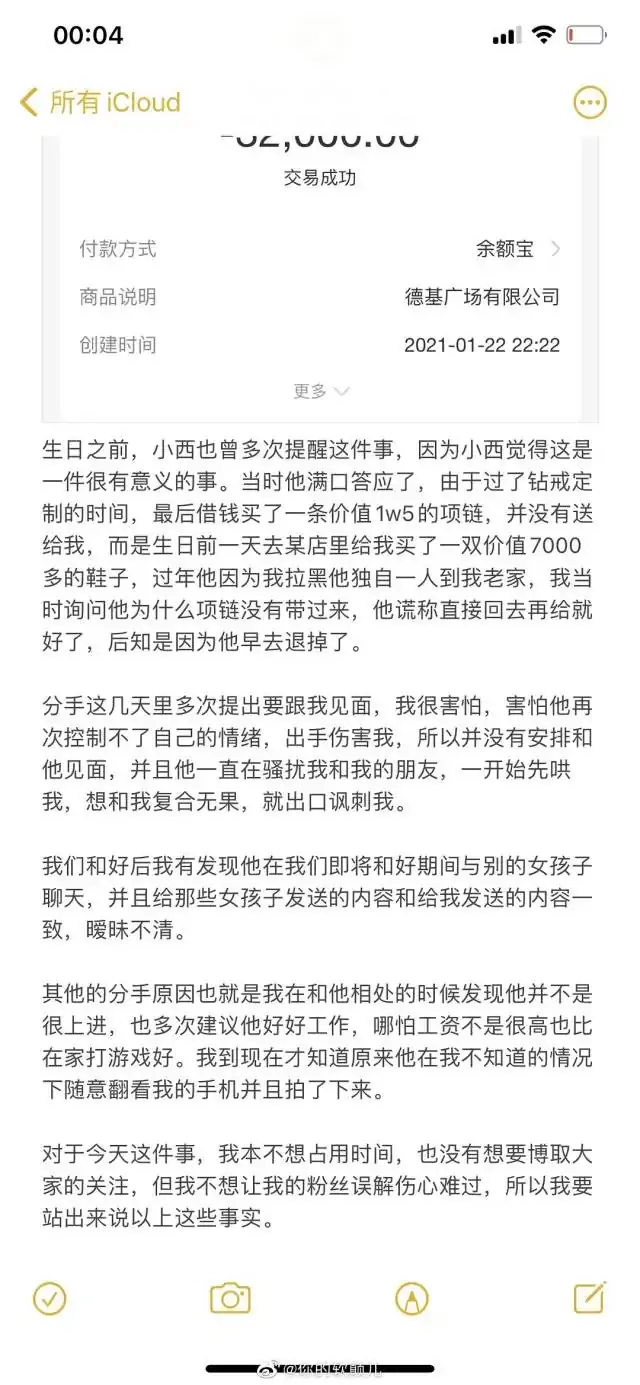 00:04
所有 iCloud
交易成功
付款方式 余额宝
商品说明 德基广场有限公司
创建时间 2021-01-22 22:22
更多
生日之前，小西也曾多次提醒这件事，因为小西觉得这是
一件很有意义的事。当时他满口答应了，由于过了钻戒定
制的时间，最后借钱买了一条价值1w5的项链，并没有送
给我，而是生日前一天去某店里给我买了一双价值7000
多的鞋子，过年他因为我拉黑他独自一人到我老家，我当
时询问他为什么项链没有带过来，他谎称直接回去再给就
好了，后知是因为他早去退掉了。
分手这几天里多次提出要跟我见面，我很害怕，害怕他再
次控制不了自己的情绪，出手伤害我，所以并没有安排和
他见面，并且他一直在骚扰我和我的朋友，一开始先哄
我，想和我复合无果，就出口讽刺我。
我们和好后我有发现他在我们即将和好期间与别的女孩子
聊天，并且给那些女孩子发送的内容和给我发送的内容一
致，暧昧不清。
其他的分手原因也就是我在和他相处的时候发现他并不是
很上进，也多次建议他好好工作，哪怕工资不是很高也比
在家打游戏好。我到现在才知道原来他在我不知道的情况
下随意翻看我的手机并且拍了下来。
对于今天这件事，我本不想占用时间，也没有想要博取大
家的关注，但我不想让我的粉丝误解伤心难过，所以我要
站出来说以上这些事实。